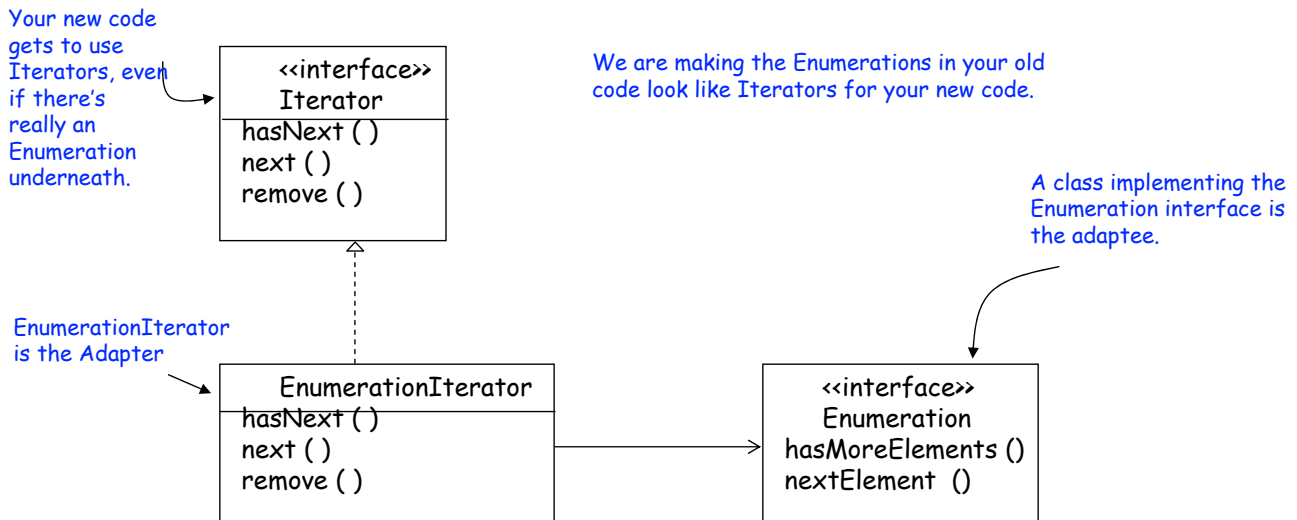 Your new code
gets to use
Iterators, even
if there's
really an
Enumeration
underneath.
<<interface>>
Iterator
hasNext ( )
next ( )
remove ( )
We are making the Enumerations in your old
code look like Iterators for your new code.
A class implementing the
Enumeration interface is
the adaptee.
EnumerationIterator
is the Adapter
EnumerationIterator
hasNext ( )
next ( )
remove ( )
<<interface>>
Enumeration
hasMoreElements ()
nextElement ()